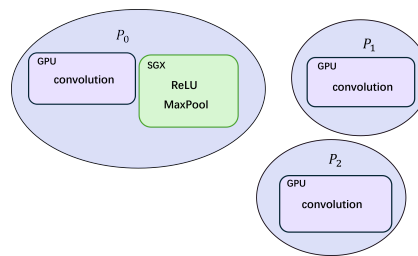 P₀
GPU
convolution
SGX
ReLU
MaxPool
P₁
GPU
convolution
P₂
GPU
convolution